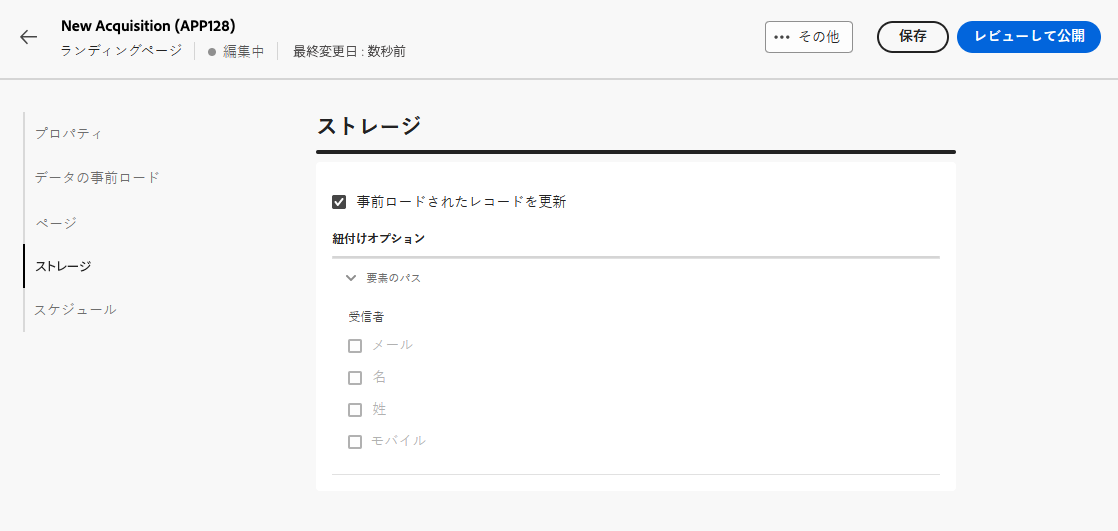 New Acquisition (APP128)
ランディングページ 編集中 最終変更日 : 数秒前
••• その他
保存
レビューして公開
プロパティ
データの事前ロード
ページ
ストレージ
スケジュール
ストレージ
事前ロードされたレコードを更新
紐付けオプション
要素のパス
受信者
メール
名
姓
モバイル